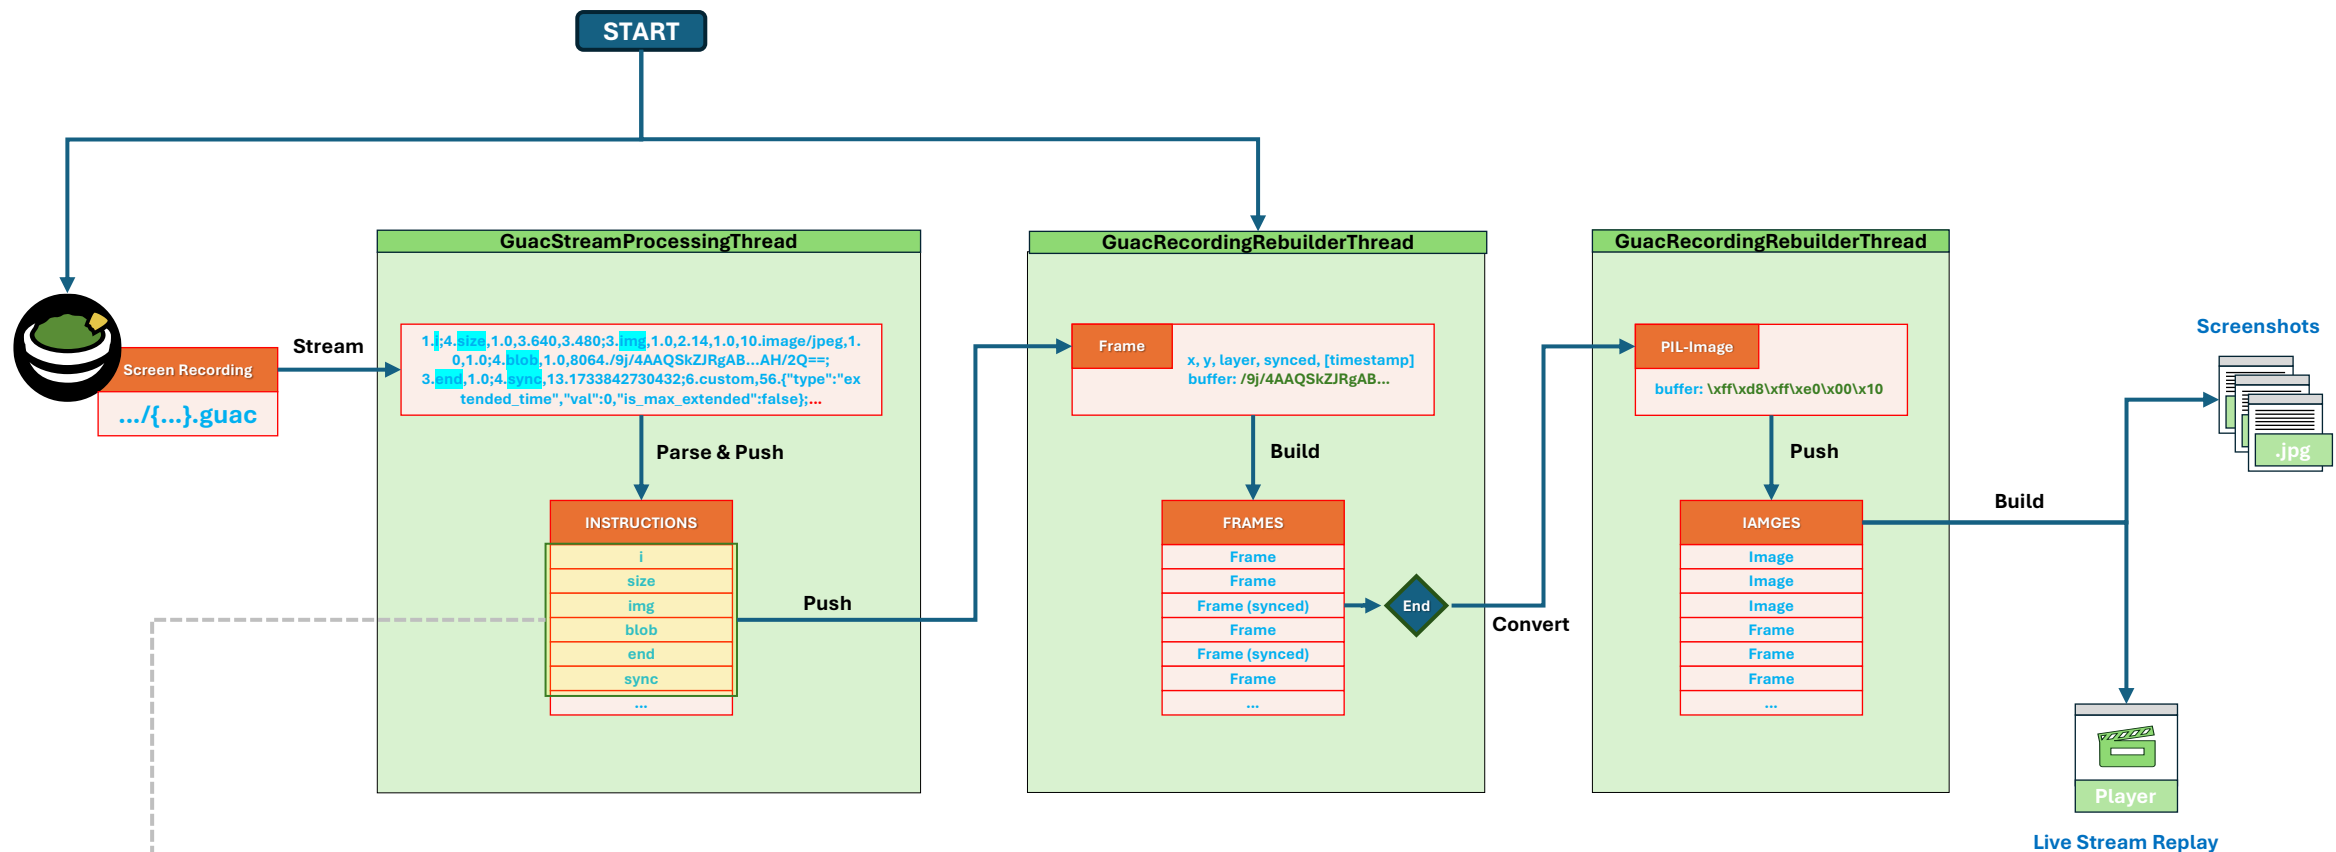 START
GuacStreamProcessingThread
GuacRecordingRebuilderThread
GuacRecordingRebuilderThread
Screen Recording
.../{...}.guac
Stream
1.i;4.size,1.0,3.640,3.480;3.img,1.0,2.14,1.0,10.image/jpeg,1.
0,1.0;4.blob,1.0,8064./9j/4AAQSkZJRgAB...AH/2Q==;
3.end,1.0;4.sync,13.1733842730432;6.custom,56.{"type":"ex
tended_time","val":0,"is_max_extended":false};...
Parse & Push
INSTRUCTIONS
i
size
img
blob
end
sync
...
Push
Frame
x, y, layer, synced, [timestamp]
buffer: /9j/4AAQSkZJRgAB...
Build
FRAMES
Frame
Frame
Frame (synced)
Frame
Frame (synced)
Frame
...
End
Convert
PIL-Image
buffer: \xff\xd8\xff\xe0\x00\x10
Push
IAMGES
Image
Image
Image
Frame
Frame
Frame
...
Build
Screenshots
.jpg
Player
Live Stream Replay